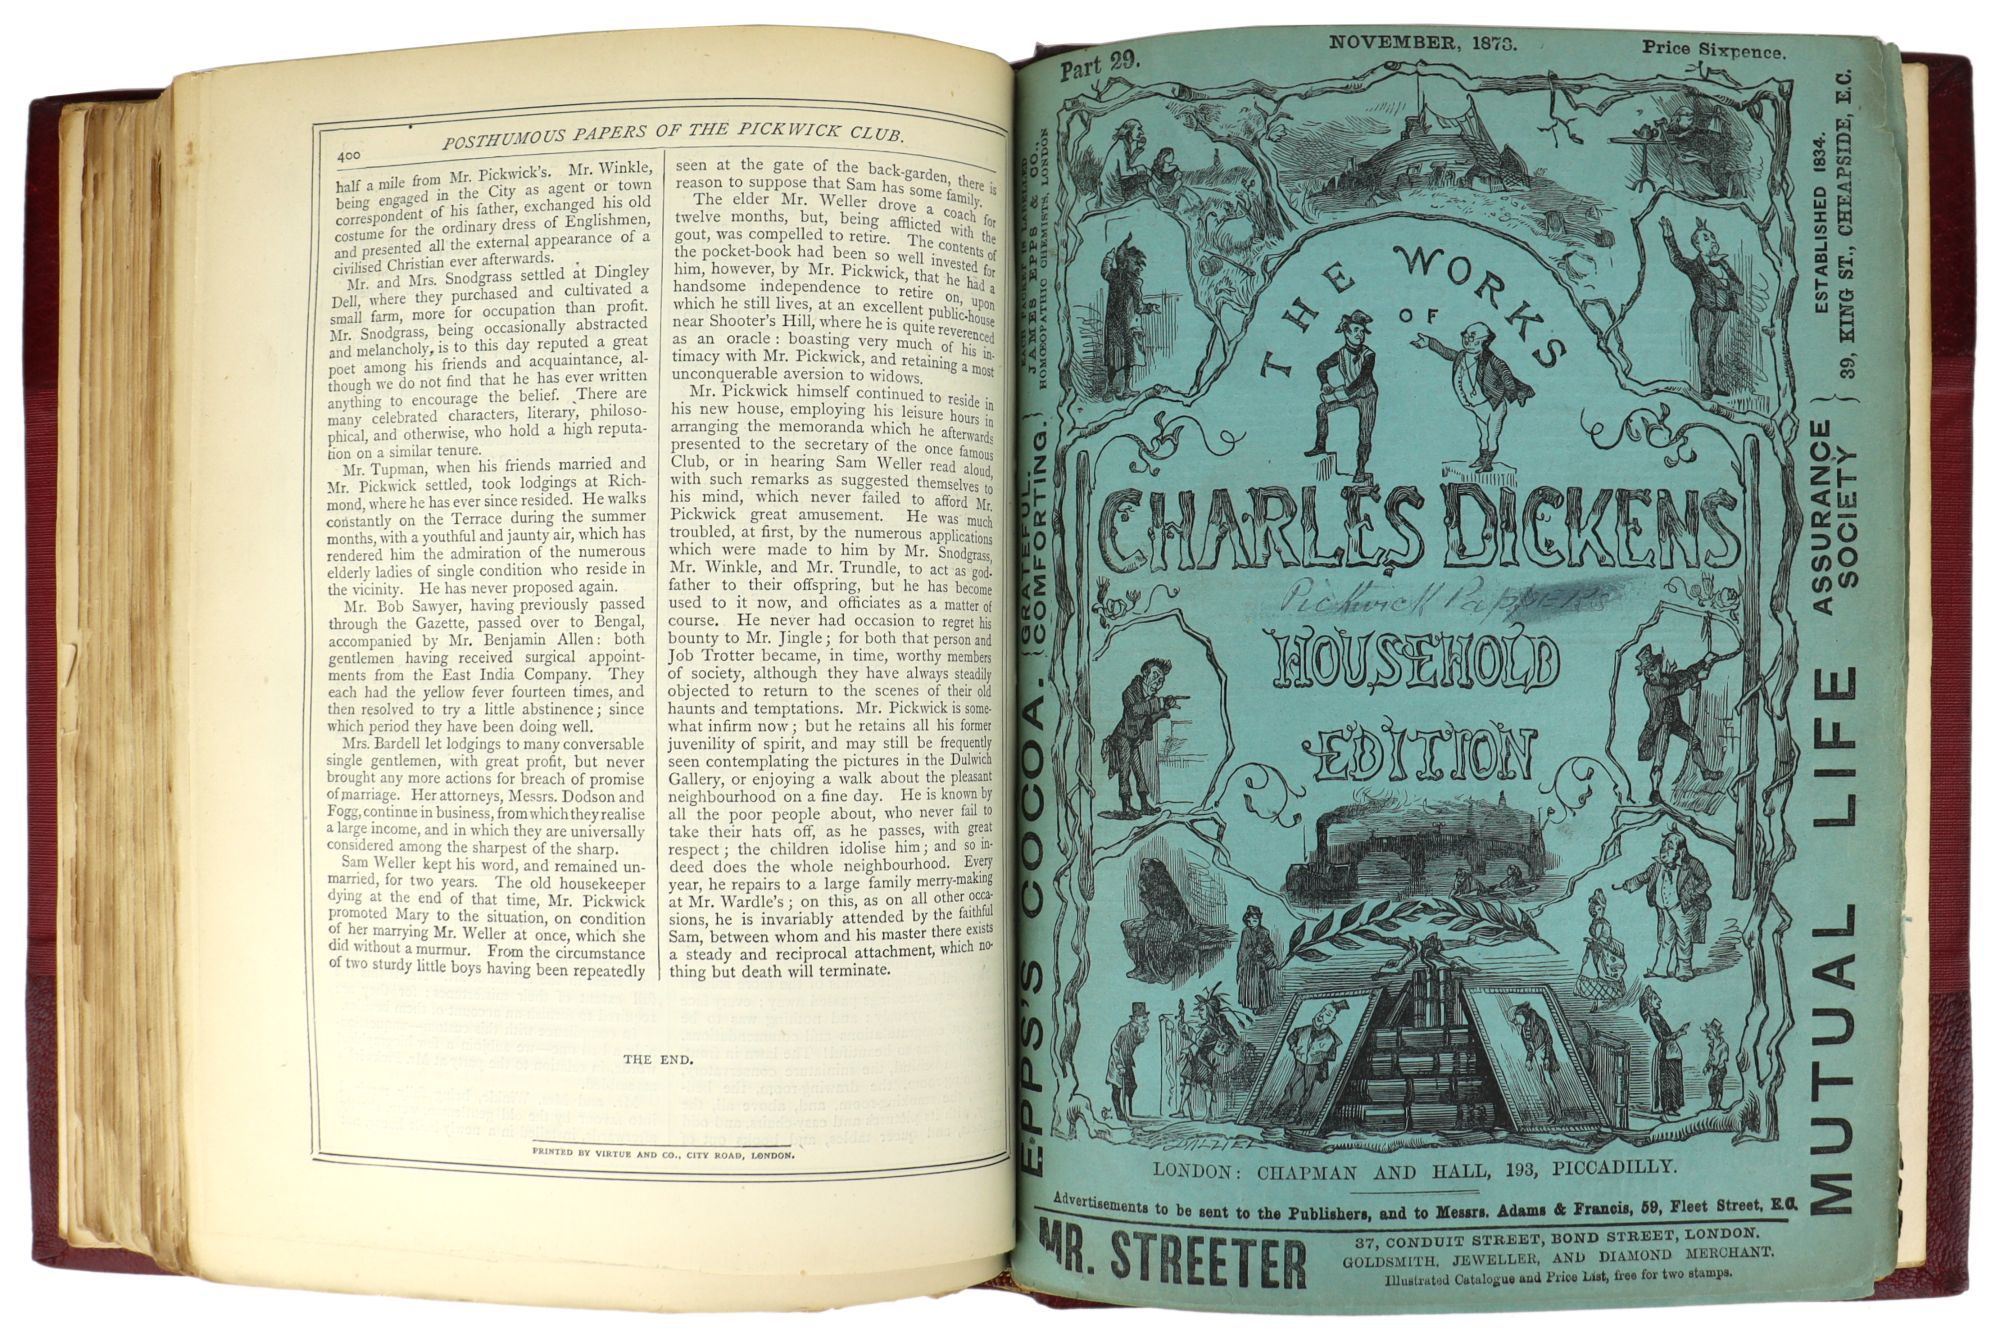 400
POSTHUMOUS PAPERS OF THE PICKWICK CLUB.
half a mile from Mr. Pickwick's. Mr. Winkle,
being engaged in the City as agent or town
correspondent of his father, exchanged his old
costume for the ordinary dress of Englishmen,
and presented all the external appearance of a
civilised Christian ever afterwards.
Mr. and Mrs. Snodgrass settled at Dingley
Dell, where they purchased and cultivated a
small farm, more for occupation than profit.
Mr. Snodgrass, being occasionally abstracted
and melancholy, is to this day reputed a great
poet among his friends and acquaintance, al-
though we do not find that he has ever written
anything to encourage the belief. There are
many celebrated characters, literary, philoso-
phical, and otherwise, who hold a high reputa-
tion on a similar tenure.
Mr. Tupman, when his friends married and
Mr. Pickwick settled, took lodgings at Rich-
mond, where he has ever since resided. He walks
constantly on the Terrace during the summer
months, with a youthful and jaunty air, which has
rendered him the admiration of the numerous
elderly ladies of single condition who reside in
the vicinity. He has never proposed again.
Mr. Bob Sawyer, having previously passed
through the Gazette, passed over to Bengal,
accompanied by Mr. Benjamin Allen: both
gentlemen having received surgical appoint-
ments from the East India Company. They
each had the yellow fever fourteen times, and
then resolved to try a little abstinence; since
which period they have been doing well.
Mrs. Bardell let lodgings to many conversable
single gentlemen, with great profit, but never
brought any more actions for breach of promise
of marriage. Her attorneys, Messrs. Dodson and
Fogg, continue in business, from which they realise
a large income, and in which they are universally
considered among the sharpest of the sharp.
Sam Weller kept his word, and remained un-
married, for two years. The old housekeeper
dying at the end of that time, Mr. Pickwick
promoted Mary to the situation, on condition
of her marrying Mr. Weller at once, which she
did without a murmur. From the circumstance
of two sturdy little boys having been repeatedly
seen at the gate of the back-garden, there is
reason to suppose that Sam has some family.
The elder Mr. Weller drove a coach for
twelve months, but, being afflicted with the
gout, was compelled to retire. The contents of
the pocket-book had been so well invested for
him, however, by Mr. Pickwick, that he had a
handsome independence to retire on, upon
which he still lives, at an excellent public-house
near Shooter's Hill, where he is quite reverenced
as an oracle: boasting very much of his in-
timacy with Mr. Pickwick, and retaining a most
unconquerable aversion to widows.
Mr. Pickwick himself continued to reside in
his new house, employing his leisure hours in
arranging the memoranda which he afterwards
presented to the secretary of the once famous
Club, or in hearing Sam Weller read aloud,
with such remarks as suggested themselves to
his mind, which never failed to afford Mr.
Pickwick great amusement. He was much
troubled, at first, by the numerous applications
which were made to him by Mr. Snodgrass,
Mr. Winkle, and Mr. Trundle, to act as god-
father to their offspring, but he has become
used to it now, and officiates as a matter of
course. He never had occasion to regret his
bounty to Mr. Jingle; for both that person and
Job Trotter became, in time, worthy members
of society, although they have always steadily
objected to return to the scenes of their old
haunts and temptations. Mr. Pickwick is some-
what infirm now; but he retains all his former
juvenility of spirit, and may still be frequently
seen contemplating the pictures in the Dulwich
Gallery, or enjoying a walk about the pleasant
neighbourhood on a fine day. He is known by
all the poor people about, who never fail to
take their hats off, as he passes, with great
respect; the children idolise him; and so in-
deed does the whole neighbourhood. Every
year, he repairs to a large family merry-making
at Mr. Wardle's; on this, as on all other occa-
sions, he is invariably attended by the faithful
Sam, between whom and his master there exists
a steady and reciprocal attachment, which no-
thing but death will terminate.
THE END.
PRINTED BY VIRTUE AND CO., CITY ROAD, LONDON.
Part 29.
NOVEMBER, 1873.
Price Sixpence.
EPPS'S COCOA. {GRATEFUL. COMFORTING.}
EACH PACKET IS LABELLED
JAMES EPPS & CO.,
HOMŒOPATHIC CHEMISTS, LONDON
THE WORKS
OF
CHARLES DICKENS
Pickwick Pappers
HOUSEHOLD
EDITION
LONDON: CHAPMAN AND HALL, 193, PICCADILLY.
Advertisements to be sent to the Publishers, and to Messrs. Adams & Francis, 59, Fleet Street, E.C.
MR. STREETER
37, CONDUIT STREET, BOND STREET, LONDON.
GOLDSMITH, JEWELLER, AND DIAMOND MERCHANT.
Illustrated Catalogue and Price List, free for two stamps.
MUTUAL LIFE ASSURANCE SOCIETY}
ESTABLISHED 1834.
39, KING ST., CHEAPSIDE, E.C.